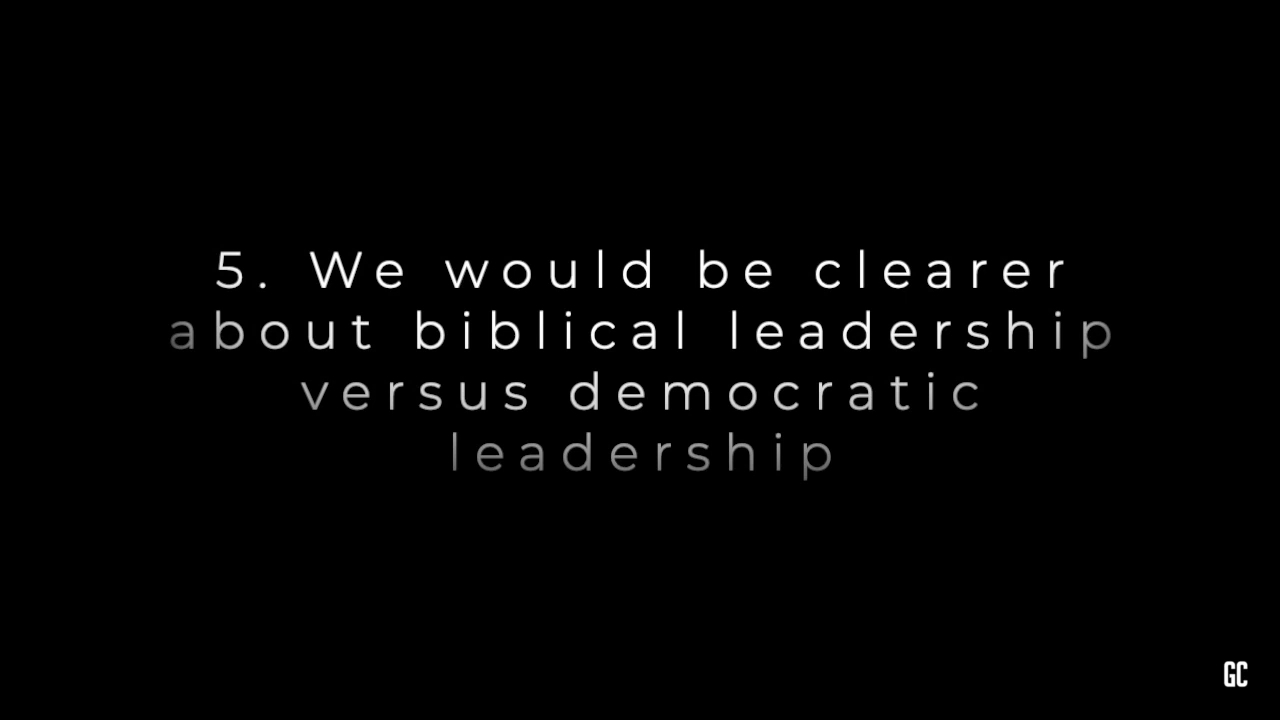 5. We would be clearer
about biblical leadership
versus democratic
leadership
GC